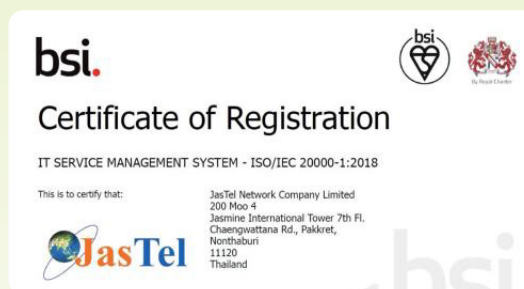 bsi.
bsi
By Royal Charter
Certificate of Registration
IT SERVICE MANAGEMENT SYSTEM - ISO/IEC 20000-1:2018
This is to certify that:
JasTel Network Company Limited
200 Moo 4
Jasmine International Tower 7th Fl.
Chaengwattana Rd., Pakkret,
Nonthaburi
11120
Thailand
JasTel
bsi